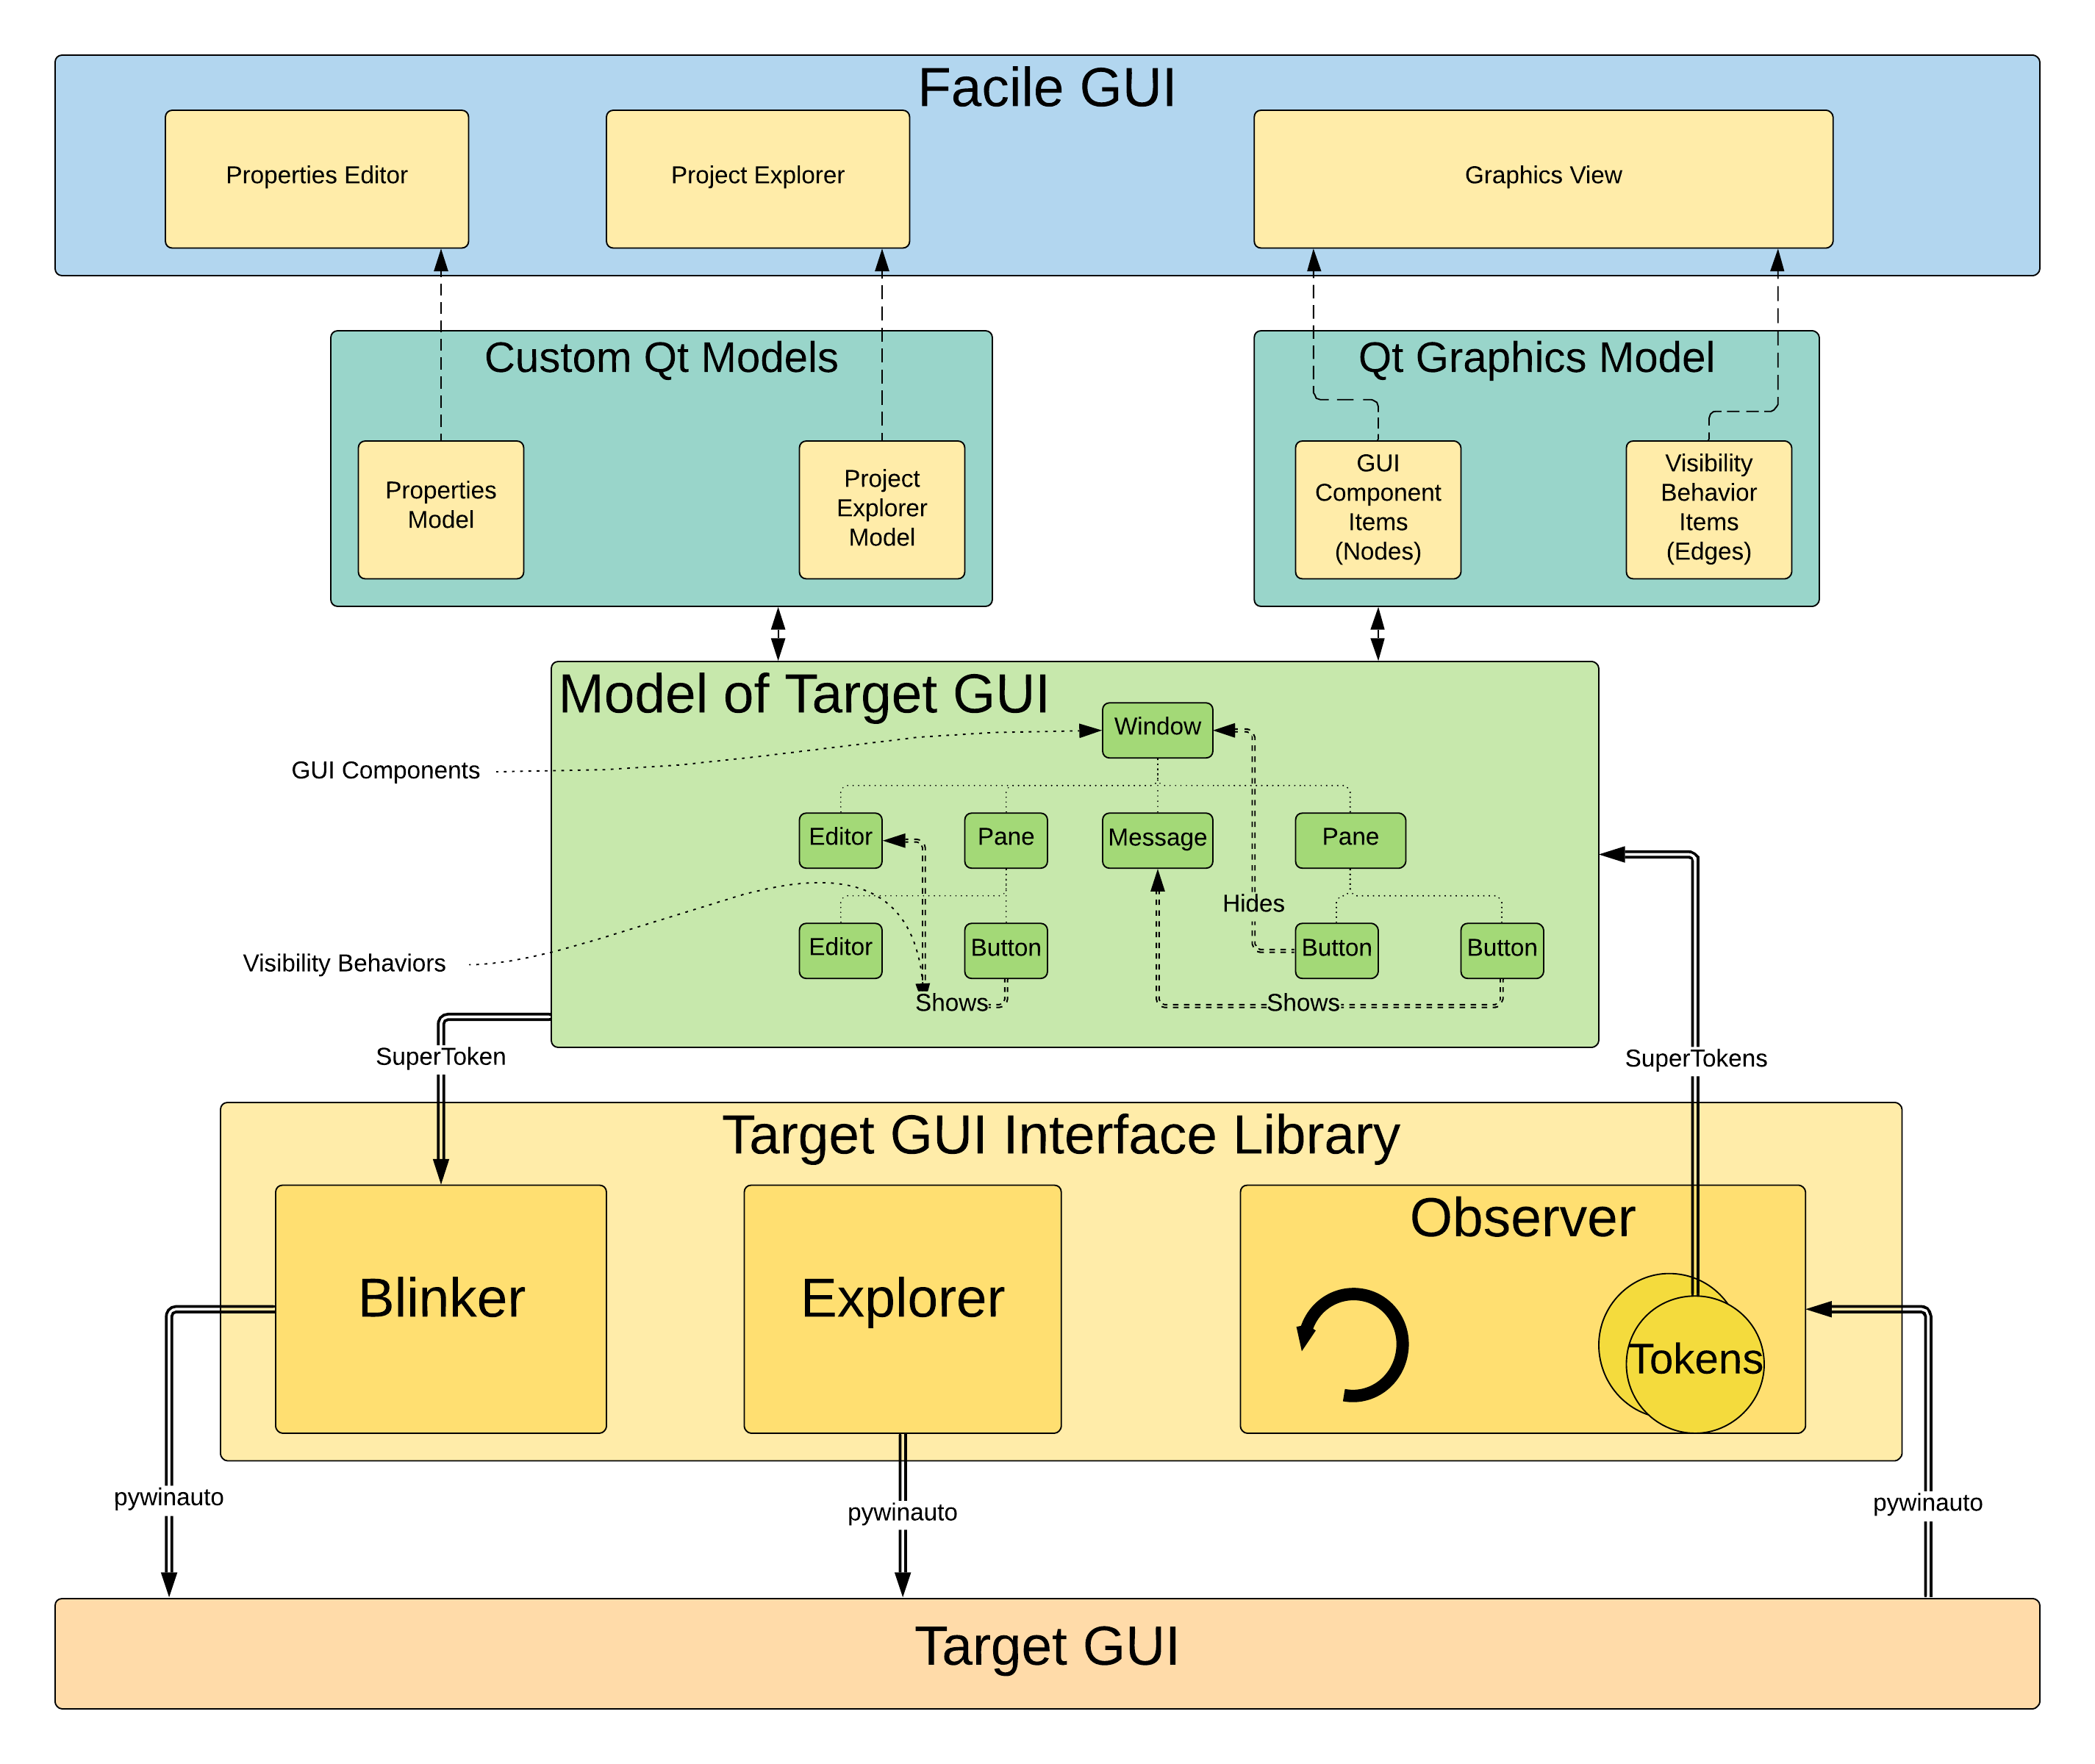 Facile GUI
Properties Editor
Project Explorer
Graphics View
Custom Qt Models
Qt Graphics Model
Properties
Model
Project
Explorer
Model
GUI
Component
Items
(Nodes)
Visibility
Behavior
Items
(Edges)
Model of Target GUI
Window
GUI Components
Editor
Pane
Message
Pane
Hides
Editor
Button
Button
Button
Visibility Behaviors
Shows
Shows
SuperToken
SuperTokens
Target GUI Interface Library
Blinker
Explorer
Observer
Tokens
pywinauto
pywinauto
pywinauto
Target GUI